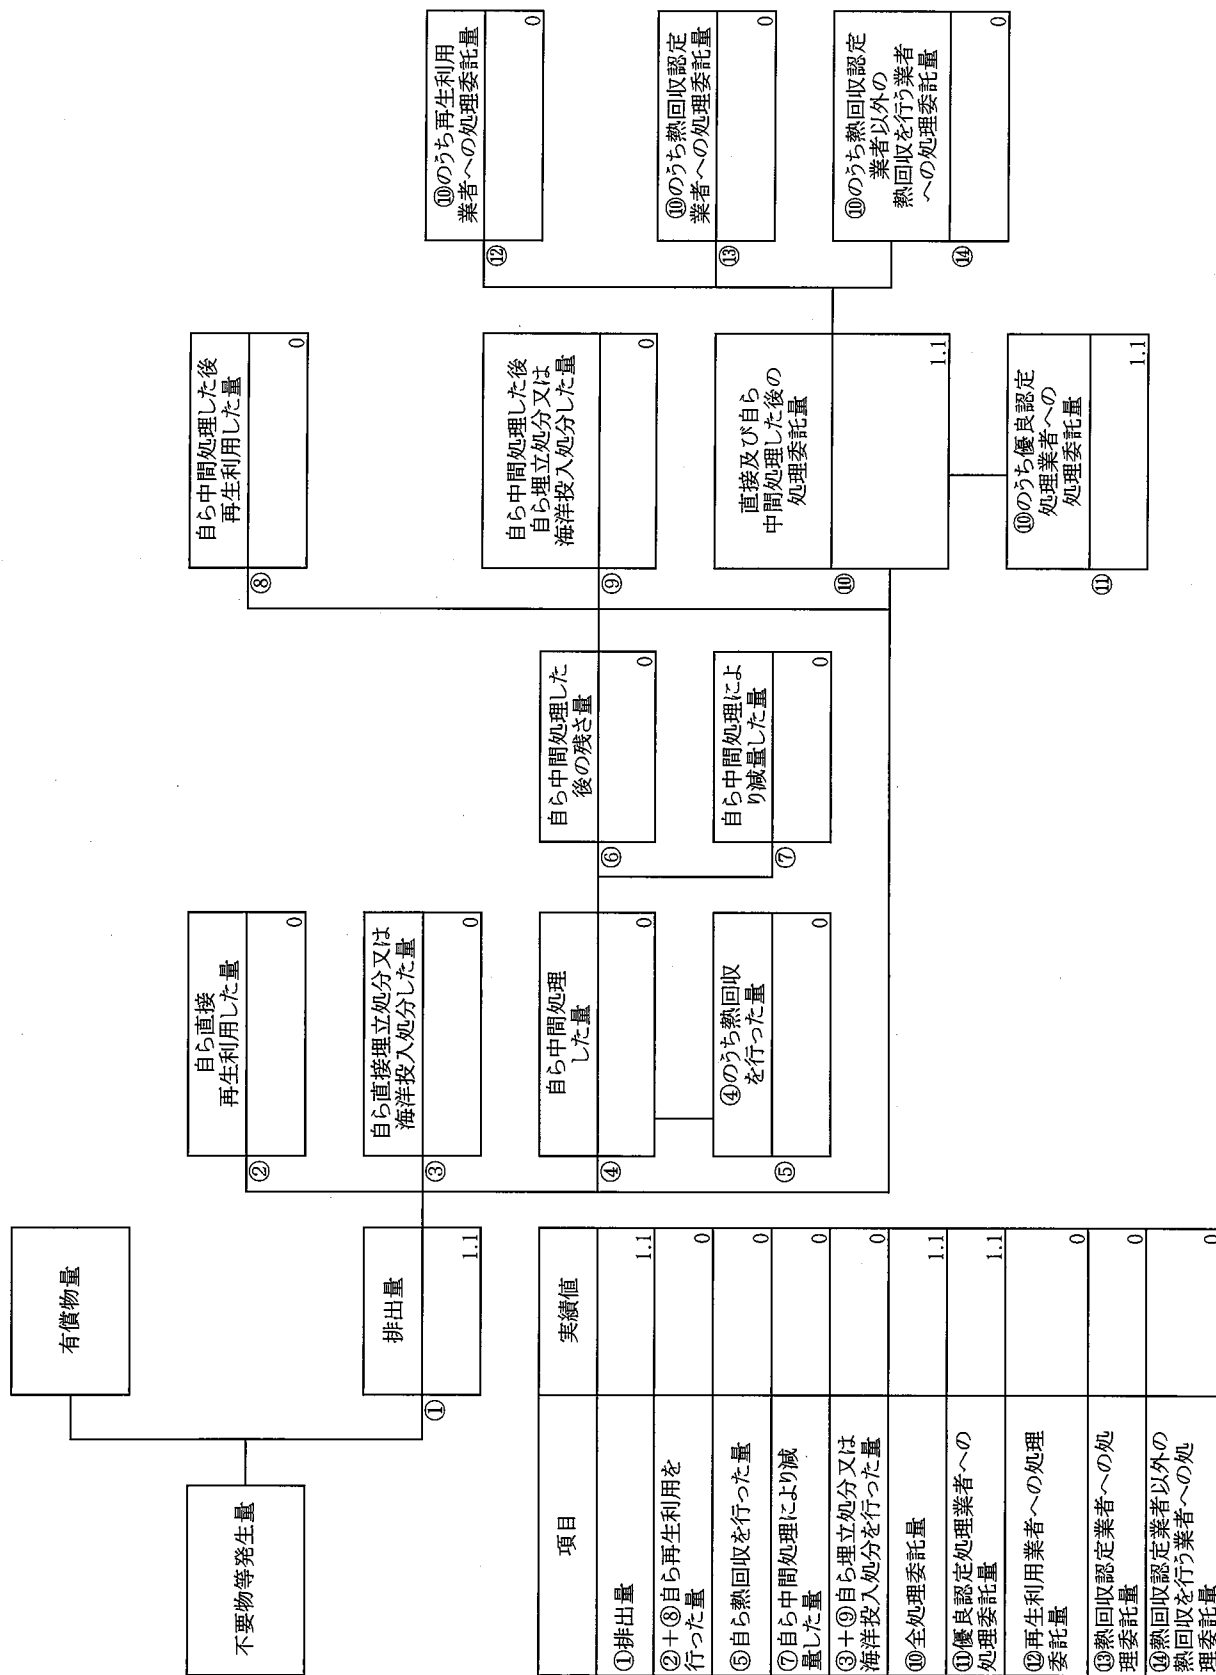 不要物等発生量
有償物量
①
排出量
1.1
②
自ら直接
再生利用した量
0
③
自ら直接埋立処分又は
海洋投入処分した量
0
④
自ら中間処理
した量
0
⑤
④のうち熱回収
を行った量
0
⑥
自ら中間処理した
後の残さ量
0
⑦
自ら中間処理によ
り減量した量
0
⑧
自ら中間処理した後
再生利用した量
0
⑨
自ら中間処理した後
自ら埋立処分又は
海洋投入処分した量
0
⑩
直接及び自ら
中間処理した後の
処理委託量
1.1
⑪
⑩のうち優良認定
処理業者への
処理委託量
1.1
⑫
⑩のうち再生利用
業者への処理委託量
0
⑬
⑩のうち熱回収認定
業者への処理委託量
0
⑭
⑩のうち熱回収認定
業者以外の
熱回収を行う業者
への処理委託量
0
項目 実績値
①排出量 1.1
②+⑧自ら再生利用を
行った量 0
⑤自ら熱回収を行った量 0
⑦自ら中間処理により減
量した量 0
③+⑨自ら埋立処分又は
海洋投入処分を行った量 0
⑩全処理委託量 1.1
⑪優良認定処理業者への
処理委託量 1.1
⑫再生利用業者への処理
委託量 0
⑬熱回収認定業者への処
理委託量 0
⑭熱回収認定業者以外の
熱回収を行う業者への処
理委託量 0